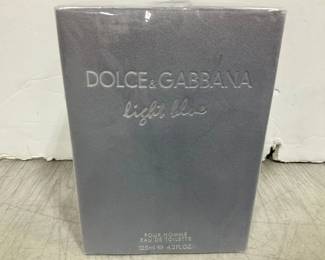 DOLCE & GABBANA
light blue
POUR HOMME
EAU DE TOILETTE
125ml ℮ 4.2FL.OZ.